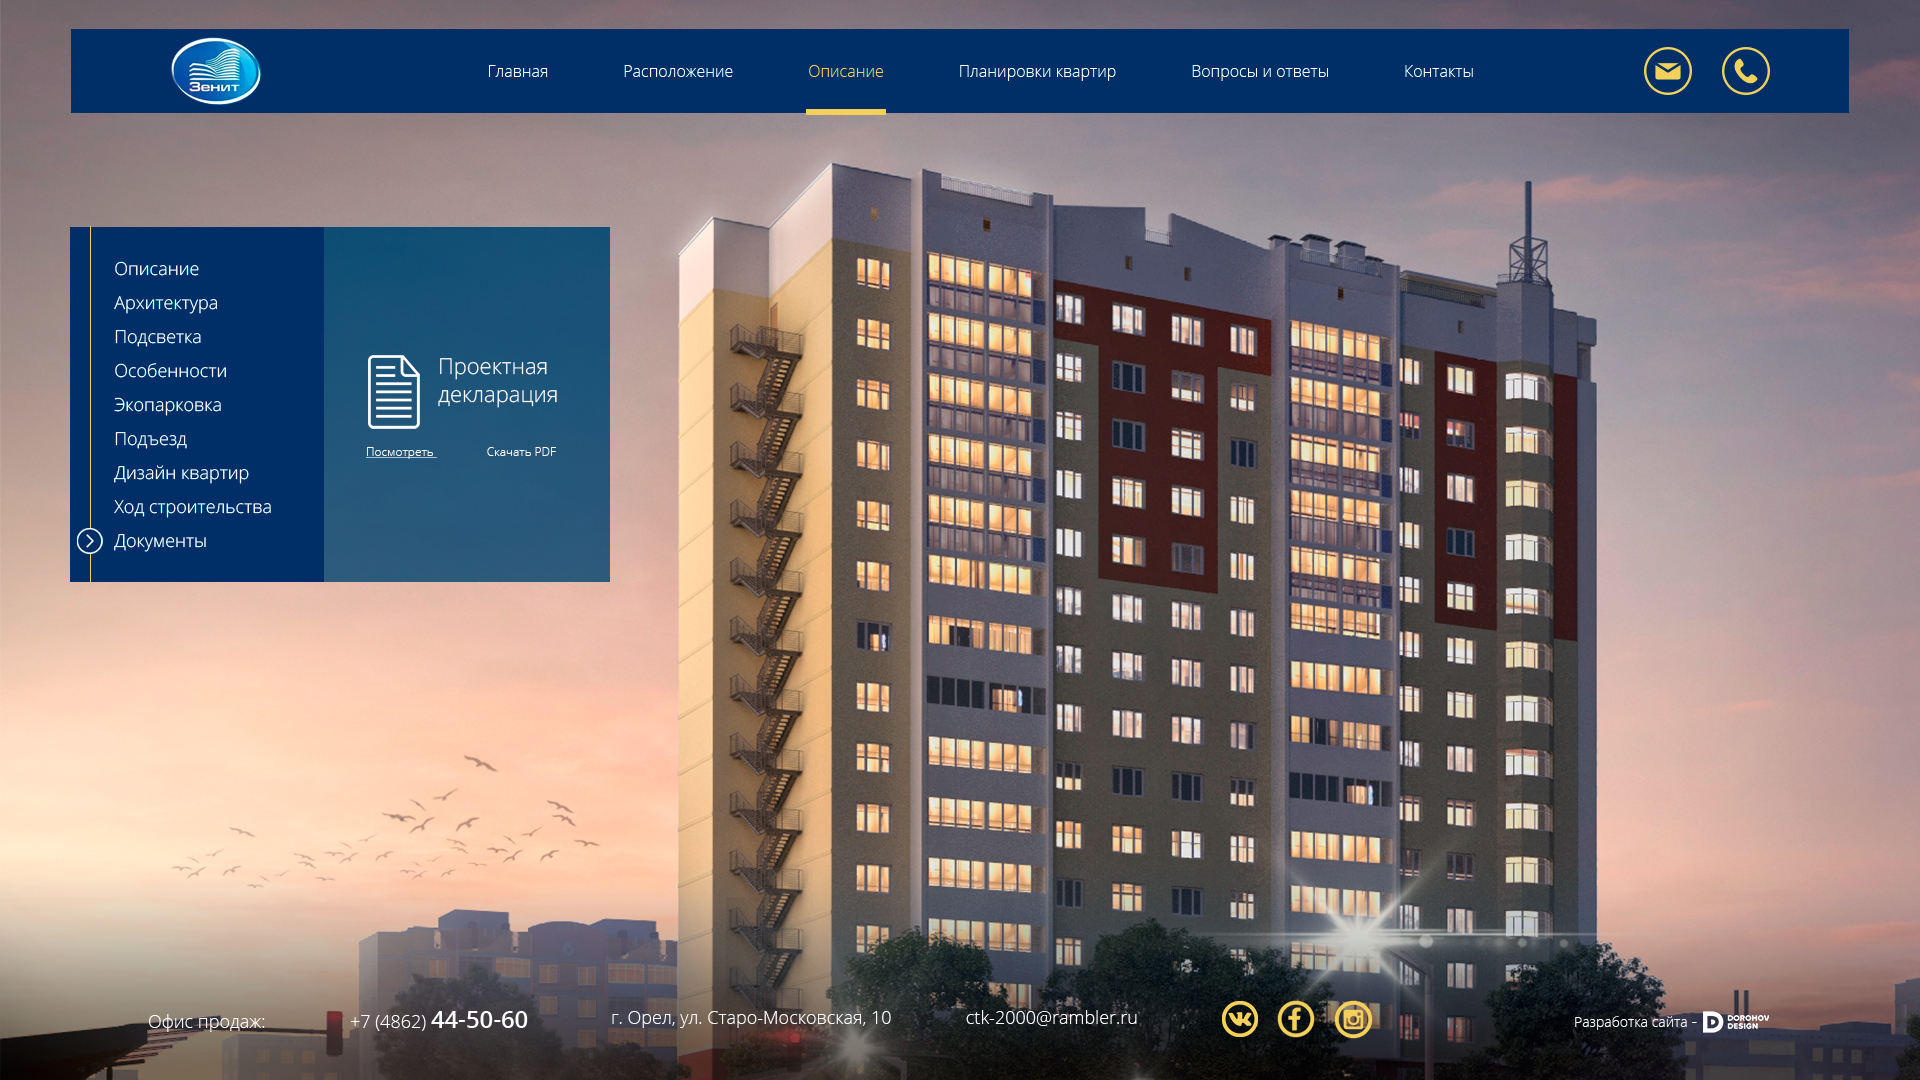 Зенит
Главная
Расположение
Описание
Планировки квартир
Вопросы и ответы
Контакты
Описание
Архитектура
Подсветка
Особенности
Экопарковка
Подъезд
Дизайн квартир
Ход строительства
Документы
Проектная
декларация
Посмотреть
Скачать PDF
Офис продаж:
+7 (4862) 44-50-60
г. Орел, ул. Старо-Московская, 10
ctk-2000@rambler.ru
Разработка сайта -
DOROHOV
DESIGN